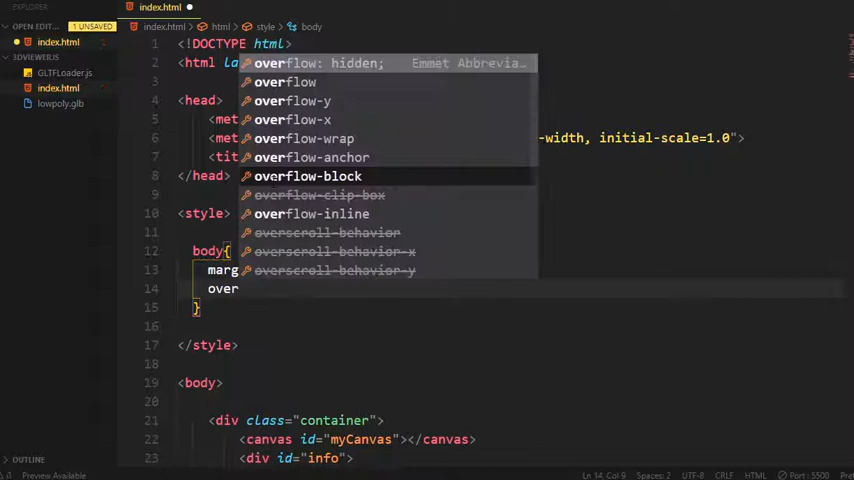 EXPLORER
index.html
OPEN EDIT... 1 UNSAVED
index.html
3DVIEWER.JS
GLTFLoader.js
index.html
lowpoly.glb
OUTLINE
index.html > html > style > body
1 <!DOCTYPE html>
2 <html la
3
4 <head>
5 <met
6 <met -width, initial-scale=1.0">
7 <tit
8 </head>
9
10 <style>
11
12 body{
13 marg
14 over
15 }
16
17 </style>
18
19 <body>
20
21 <div class="container">
22 <canvas id="myCanvas"></canvas>
23 <div id="info">
overflow: hidden; Emmet Abbrevia...
overflow
overflow-y
overflow-x
overflow-wrap
overflow-anchor
overflow-block
overflow-clip-box
overflow-inline
overscroll-behavior
overscroll-behavior-x
overscroll-behavior-y
Preview Available
Ln 14, Col 9 Spaces: 2 UTF-8 CRLF HTML Port : 5500